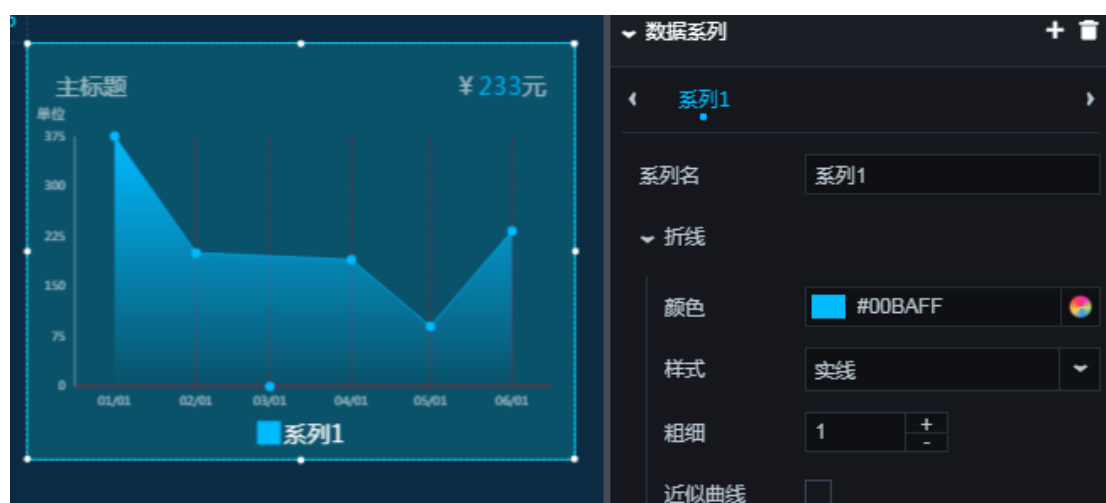 主标题
¥233元
单位
375
300
225
150
75
0
01/01 02/01 03/01 04/01 05/01 06/01
系列1
数据系列
系列1
系列名 系列1
折线
颜色 #00BAFF
样式 实线
粗细 1 + -
近似曲线